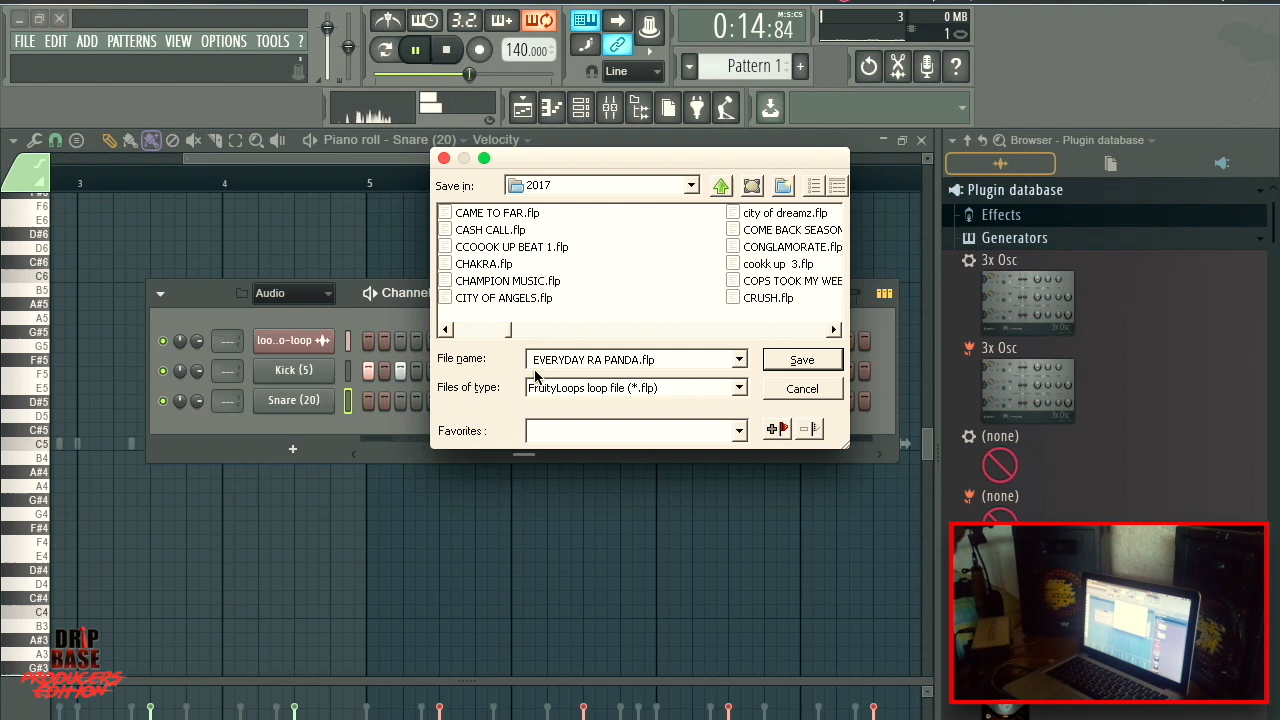 FILE EDIT ADD PATTERNS VIEW OPTIONS TOOLS ?
3.2.
140.000
Line
0:14:84
M:S:CS
Pattern 1
3
0 MB
1
Piano roll - Snare (20)
Velocity
3
4
5
Browser - Plugin database
Plugin database
Effects
Generators
3x Osc
3x Osc
3x Osc
3x Osc
(none)
(none)
Save in:
2017
CAME TO FAR.flp
CASH CALL.flp
CCOOOK UP BEAT 1.flp
CHAKRA.flp
CHAMPION MUSIC.flp
CITY OF ANGELS.flp
city of dreamz.flp
COME BACK SEASON
CONGLAMORATE.flp
cookk up 3.flp
COPS TOOK MY WEE
CRUSH.flp
File name:
EVERYDAY RA PANDA.flp
Save
Files of type:
FruityLoops loop file (*.flp)
Cancel
Favorites :
Audio
Channel
loo..o-loop
Kick (5)
Snare (20)
F6
E6
D#6
D6
C#6
C6
B5
A#5
A5
G#5
G5
F#5
F5
E5
D#5
D5
C#5
C5
B4
A#4
A4
G#4
G4
F#4
F4
E4
D#4
D4
C#4
C4
B3
A#3
A3
G#3
DRIP
BASE
PRODUCERS
EDITION